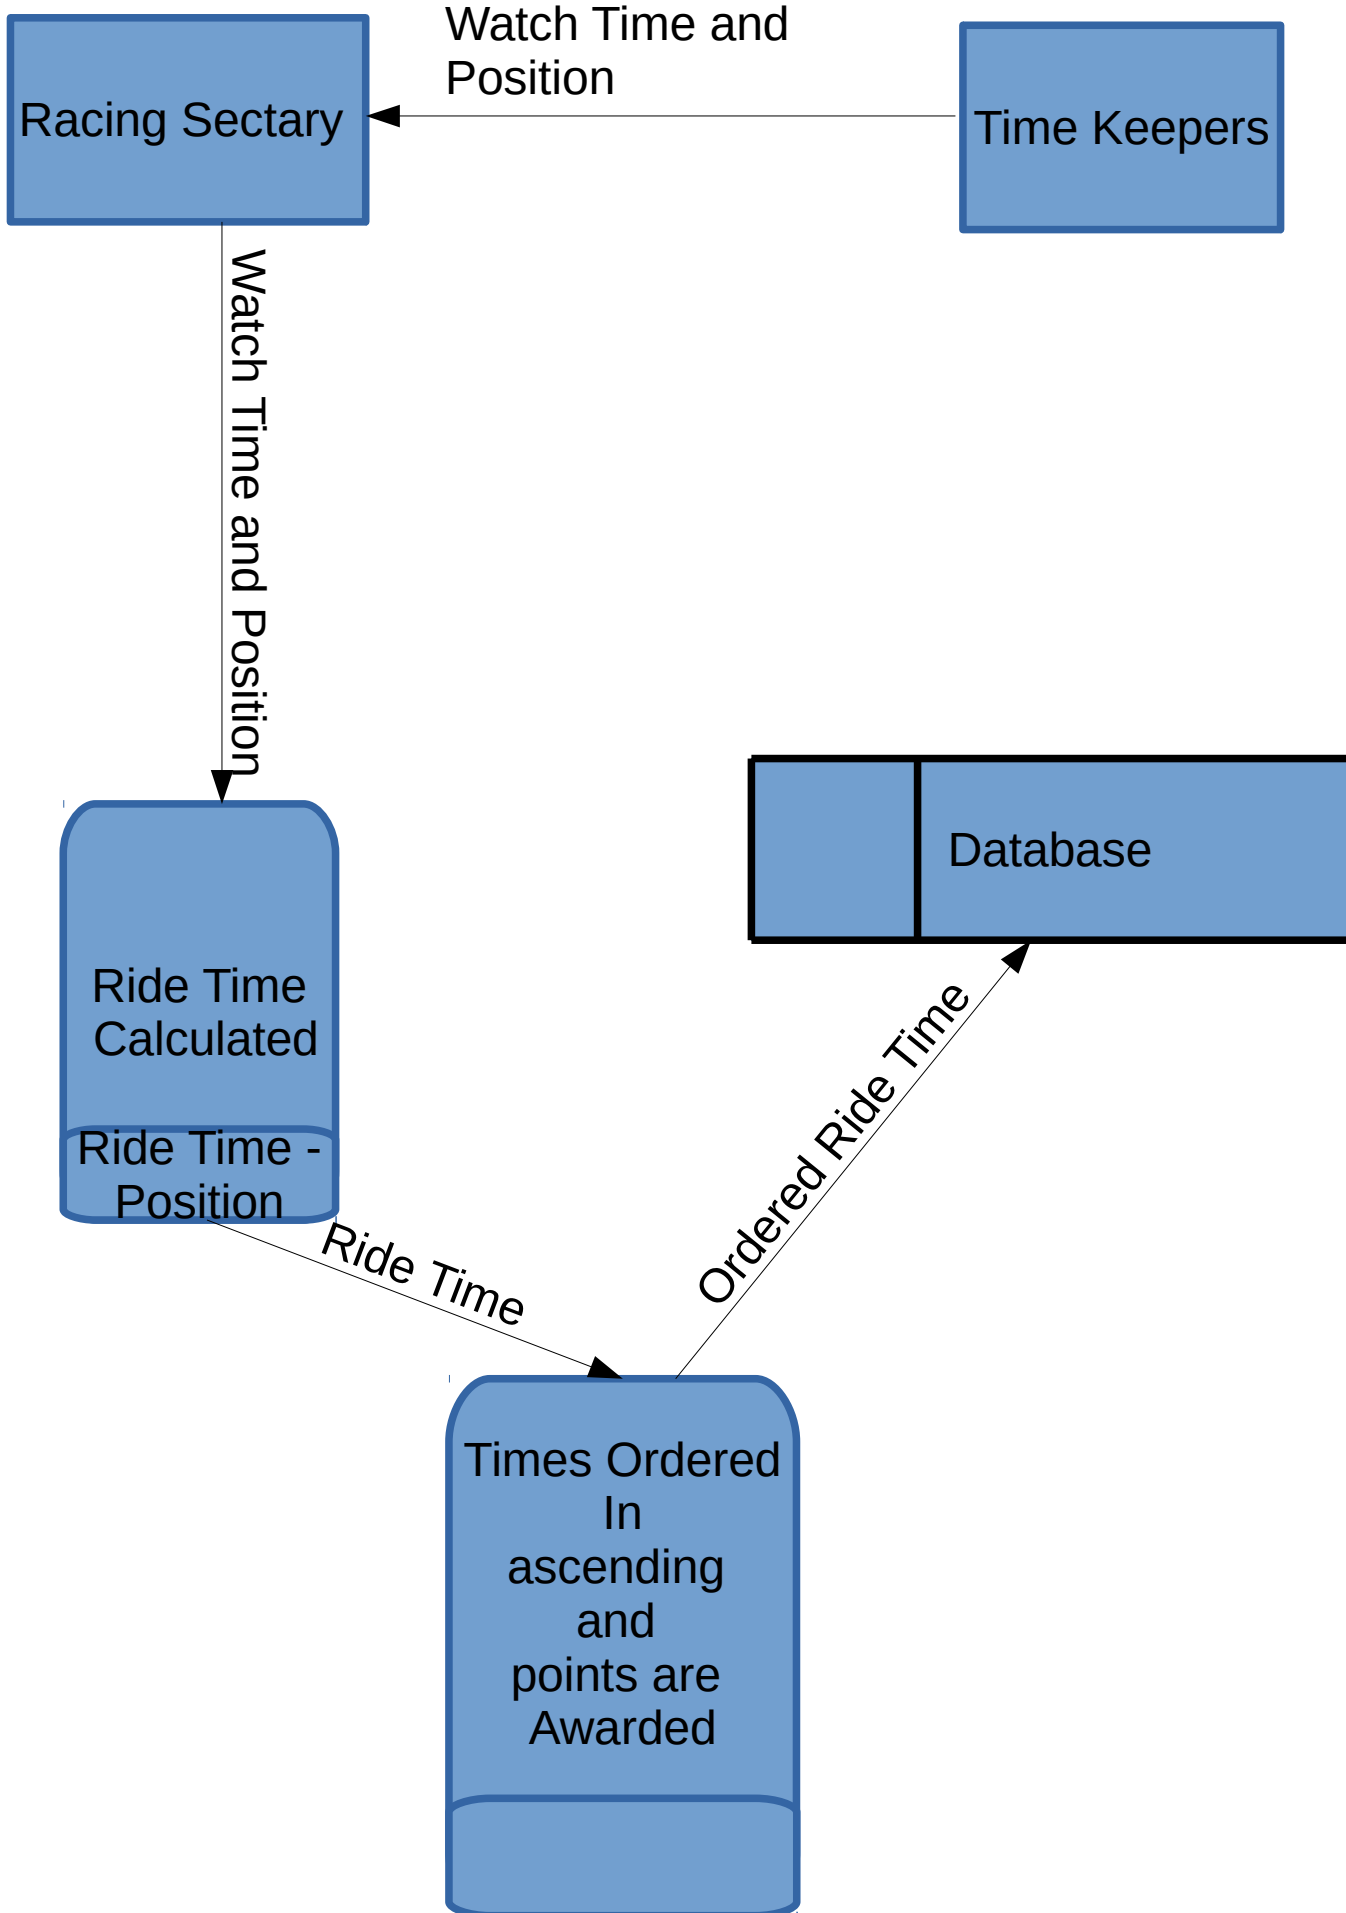 Watch Time and
Position
Racing Sectary
Time Keepers
Watch Time and Position
Database
Ride Time
Calculated
Ride Time -
Position
Ride Time
Ordered Ride Time
Times Ordered
In
ascending
and
points are
Awarded